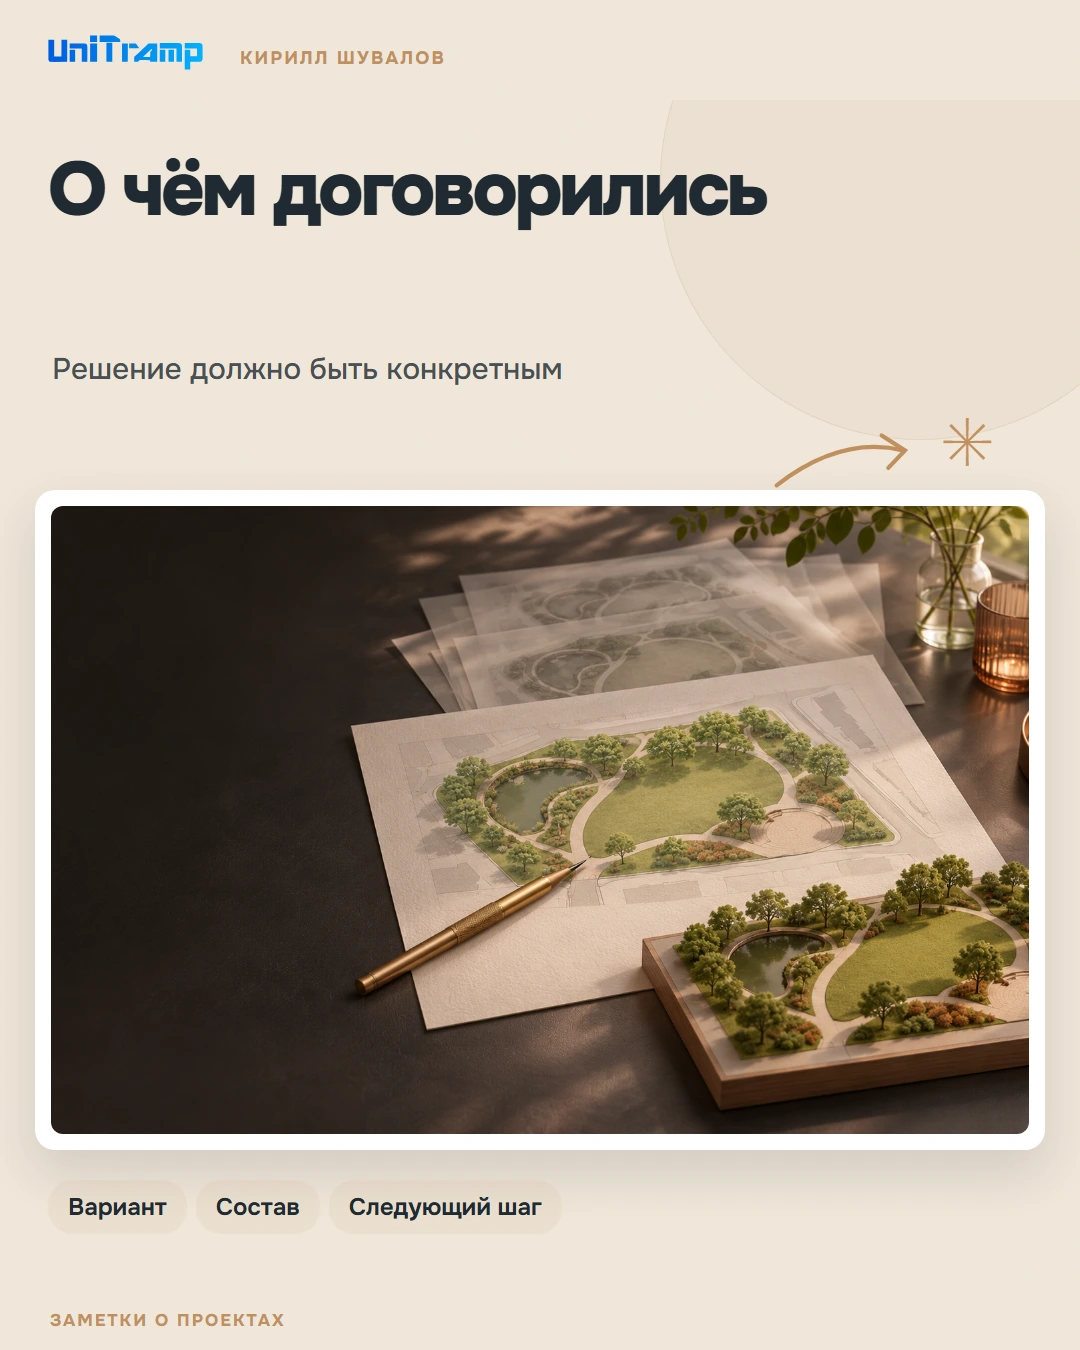 UniTramp
КИРИЛЛ ШУВАЛОВ
О чём договорились
Решение должно быть конкретным
Вариант
Состав
Следующий шаг
ЗАМЕТКИ О ПРОЕКТАХ